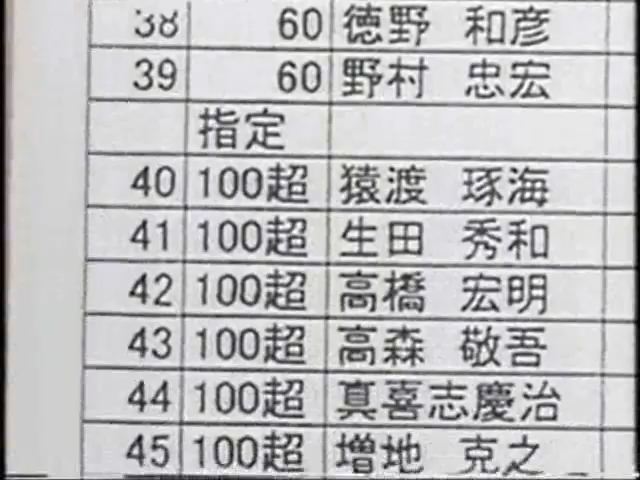 38 60 徳野 和彦
39 60 野村 忠宏
指定
40 100超 猿渡 琢海
41 100超 生田 秀和
42 100超 高橋 宏明
43 100超 高森 敬吾
44 100超 真喜志慶治
45 100超 増地 克之